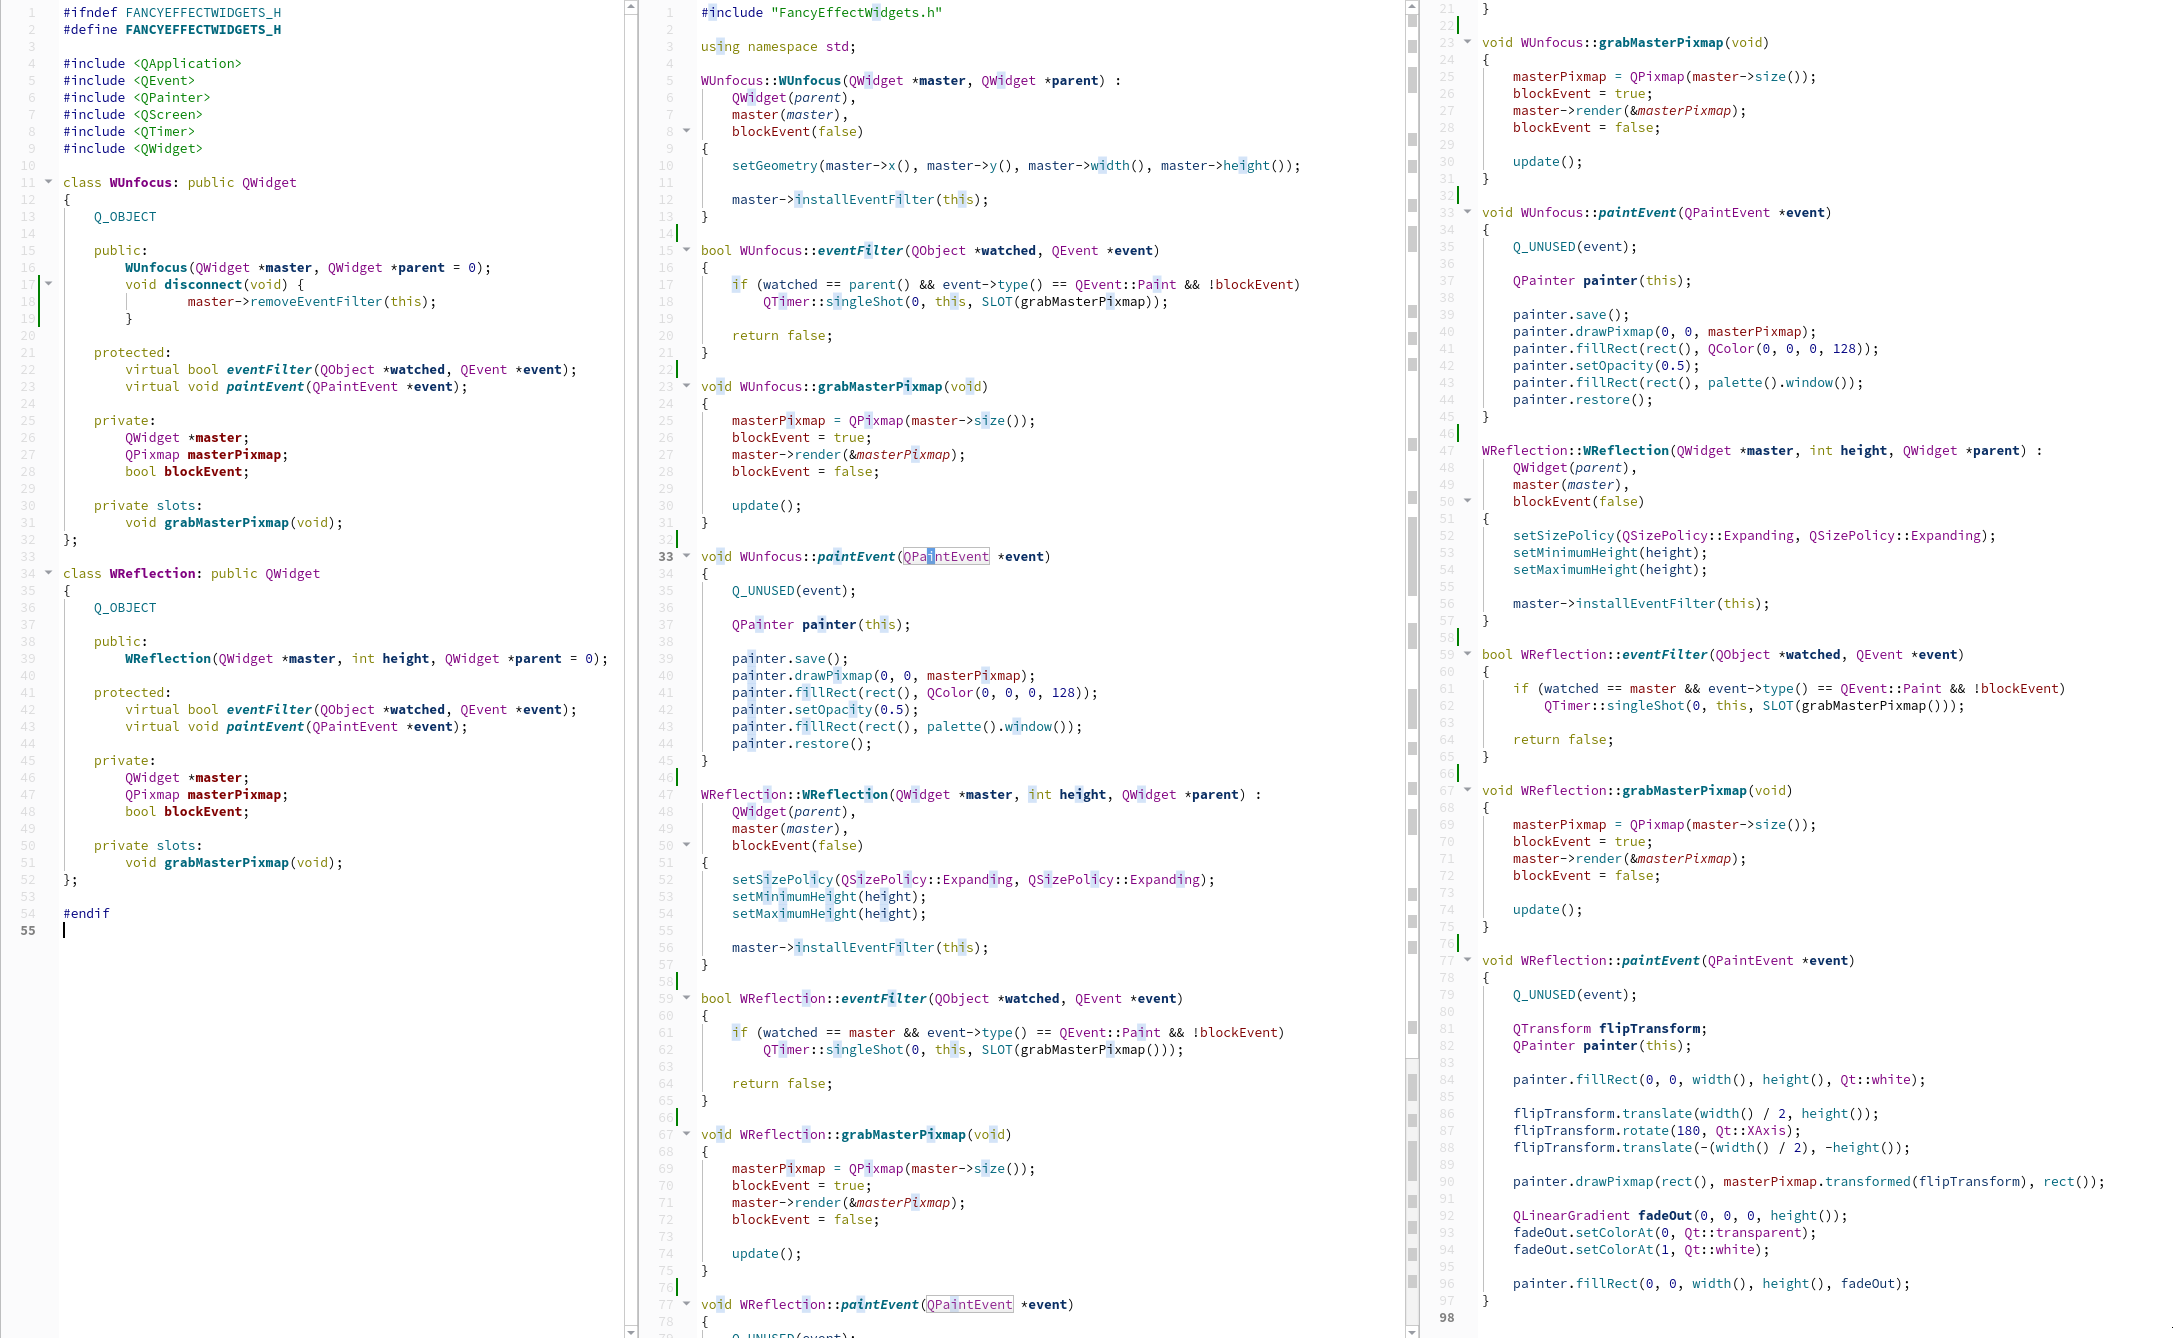 1 #ifndef FANCYEFFECTWIDGETS_H
2 #define FANCYEFFECTWIDGETS_H
3
4 #include <QApplication>
5 #include <QEvent>
6 #include <QPainter>
7 #include <QScreen>
8 #include <QTimer>
9 #include <QWidget>
10
11 class WUnfocus: public QWidget
12 {
13     Q_OBJECT
14
15     public:
16         WUnfocus(QWidget *master, QWidget *parent = 0);
17         void disconnect(void) {
18                 master->removeEventFilter(this);
19         }
20
21     protected:
22         virtual bool eventFilter(QObject *watched, QEvent *event);
23         virtual void paintEvent(QPaintEvent *event);
24
25     private:
26         QWidget *master;
27         QPixmap masterPixmap;
28         bool blockEvent;
29
30     private slots:
31         void grabMasterPixmap(void);
32 };
33
34 class WReflection: public QWidget
35 {
36     Q_OBJECT
37
38     public:
39         WReflection(QWidget *master, int height, QWidget *parent = 0);
40
41     protected:
42         virtual bool eventFilter(QObject *watched, QEvent *event);
43         virtual void paintEvent(QPaintEvent *event);
44
45     private:
46         QWidget *master;
47         QPixmap masterPixmap;
48         bool blockEvent;
49
50     private slots:
51         void grabMasterPixmap(void);
52 };
53
54 #endif
55
1 #include "FancyEffectWidgets.h"
2
3 using namespace std;
4
5 WUnfocus::WUnfocus(QWidget *master, QWidget *parent) :
6     QWidget(parent),
7     master(master),
8     blockEvent(false)
9 {
10     setGeometry(master->x(), master->y(), master->width(), master->height());
11
12     master->installEventFilter(this);
13 }
14
15 bool WUnfocus::eventFilter(QObject *watched, QEvent *event)
16 {
17     if (watched == parent() && event->type() == QEvent::Paint && !blockEvent)
18         QTimer::singleShot(0, this, SLOT(grabMasterPixmap));
19
20     return false;
21 }
22
23 void WUnfocus::grabMasterPixmap(void)
24 {
25     masterPixmap = QPixmap(master->size());
26     blockEvent = true;
27     master->render(&masterPixmap);
28     blockEvent = false;
29
30     update();
31 }
32
33 void WUnfocus::paintEvent(QPaintEvent *event)
34 {
35     Q_UNUSED(event);
36
37     QPainter painter(this);
38
39     painter.save();
40     painter.drawPixmap(0, 0, masterPixmap);
41     painter.fillRect(rect(), QColor(0, 0, 0, 128));
42     painter.setOpacity(0.5);
43     painter.fillRect(rect(), palette().window());
44     painter.restore();
45 }
46
47 WReflection::WReflection(QWidget *master, int height, QWidget *parent) :
48     QWidget(parent),
49     master(master),
50     blockEvent(false)
51 {
52     setSizePolicy(QSizePolicy::Expanding, QSizePolicy::Expanding);
53     setMinimumHeight(height);
54     setMaximumHeight(height);
55
56     master->installEventFilter(this);
57 }
58
59 bool WReflection::eventFilter(QObject *watched, QEvent *event)
60 {
61     if (watched == master && event->type() == QEvent::Paint && !blockEvent)
62         QTimer::singleShot(0, this, SLOT(grabMasterPixmap()));
63
64     return false;
65 }
66
67 void WReflection::grabMasterPixmap(void)
68 {
69     masterPixmap = QPixmap(master->size());
70     blockEvent = true;
71     master->render(&masterPixmap);
72     blockEvent = false;
73
74     update();
75 }
76
77 void WReflection::paintEvent(QPaintEvent *event)
78 {
79     Q_UNUSED(event);
21 }
22
23 void WUnfocus::grabMasterPixmap(void)
24 {
25     masterPixmap = QPixmap(master->size());
26     blockEvent = true;
27     master->render(&masterPixmap);
28     blockEvent = false;
29
30     update();
31 }
32
33 void WUnfocus::paintEvent(QPaintEvent *event)
34 {
35     Q_UNUSED(event);
36
37     QPainter painter(this);
38
39     painter.save();
40     painter.drawPixmap(0, 0, masterPixmap);
41     painter.fillRect(rect(), QColor(0, 0, 0, 128));
42     painter.setOpacity(0.5);
43     painter.fillRect(rect(), palette().window());
44     painter.restore();
45 }
46
47 WReflection::WReflection(QWidget *master, int height, QWidget *parent) :
48     QWidget(parent),
49     master(master),
50     blockEvent(false)
51 {
52     setSizePolicy(QSizePolicy::Expanding, QSizePolicy::Expanding);
53     setMinimumHeight(height);
54     setMaximumHeight(height);
55
56     master->installEventFilter(this);
57 }
58
59 bool WReflection::eventFilter(QObject *watched, QEvent *event)
60 {
61     if (watched == master && event->type() == QEvent::Paint && !blockEvent)
62         QTimer::singleShot(0, this, SLOT(grabMasterPixmap()));
63
64     return false;
65 }
66
67 void WReflection::grabMasterPixmap(void)
68 {
69     masterPixmap = QPixmap(master->size());
70     blockEvent = true;
71     master->render(&masterPixmap);
72     blockEvent = false;
73
74     update();
75 }
76
77 void WReflection::paintEvent(QPaintEvent *event)
78 {
79     Q_UNUSED(event);
80
81     QTransform flipTransform;
82     QPainter painter(this);
83
84     painter.fillRect(0, 0, width(), height(), Qt::white);
85
86     flipTransform.translate(width() / 2, height());
87     flipTransform.rotate(180, Qt::XAxis);
88     flipTransform.translate(-(width() / 2), -height());
89
90     painter.drawPixmap(rect(), masterPixmap.transformed(flipTransform), rect());
91
92     QLinearGradient fadeOut(0, 0, 0, height());
93     fadeOut.setColorAt(0, Qt::transparent);
94     fadeOut.setColorAt(1, Qt::white);
95
96     painter.fillRect(0, 0, width(), height(), fadeOut);
97 }
98